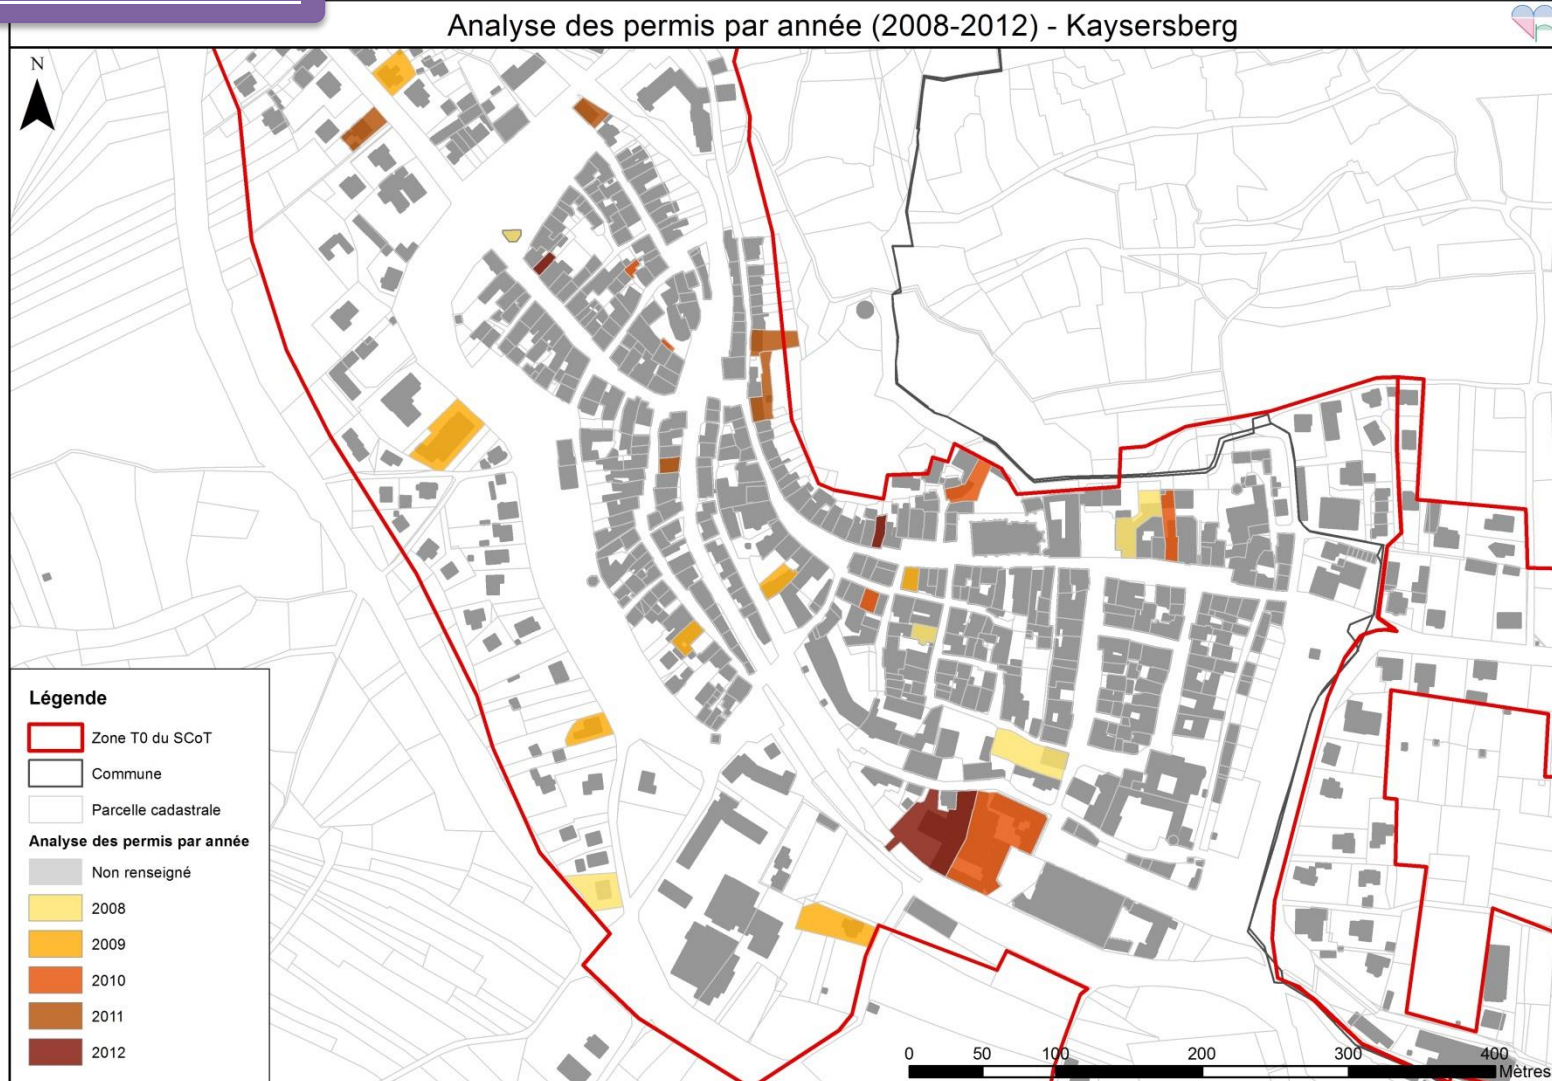 Analyse des permis par année (2008-2012) - Kaysersberg
N
Légende
Zone T0 du SCoT
Commune
Parcelle cadastrale
Analyse des permis par année
Non renseigné
2008
2009
2010
2011
2012
0 50 100 200 300 400
Mètres